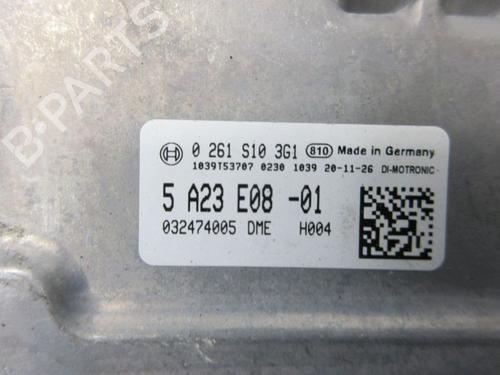 B-Parts
0 261 S10 3G1 810 Made in Germany
1039T53707 0230 1039 20-11-26 DI-MOTRONIC
5 A23 E08 -01
032474005 DME H004